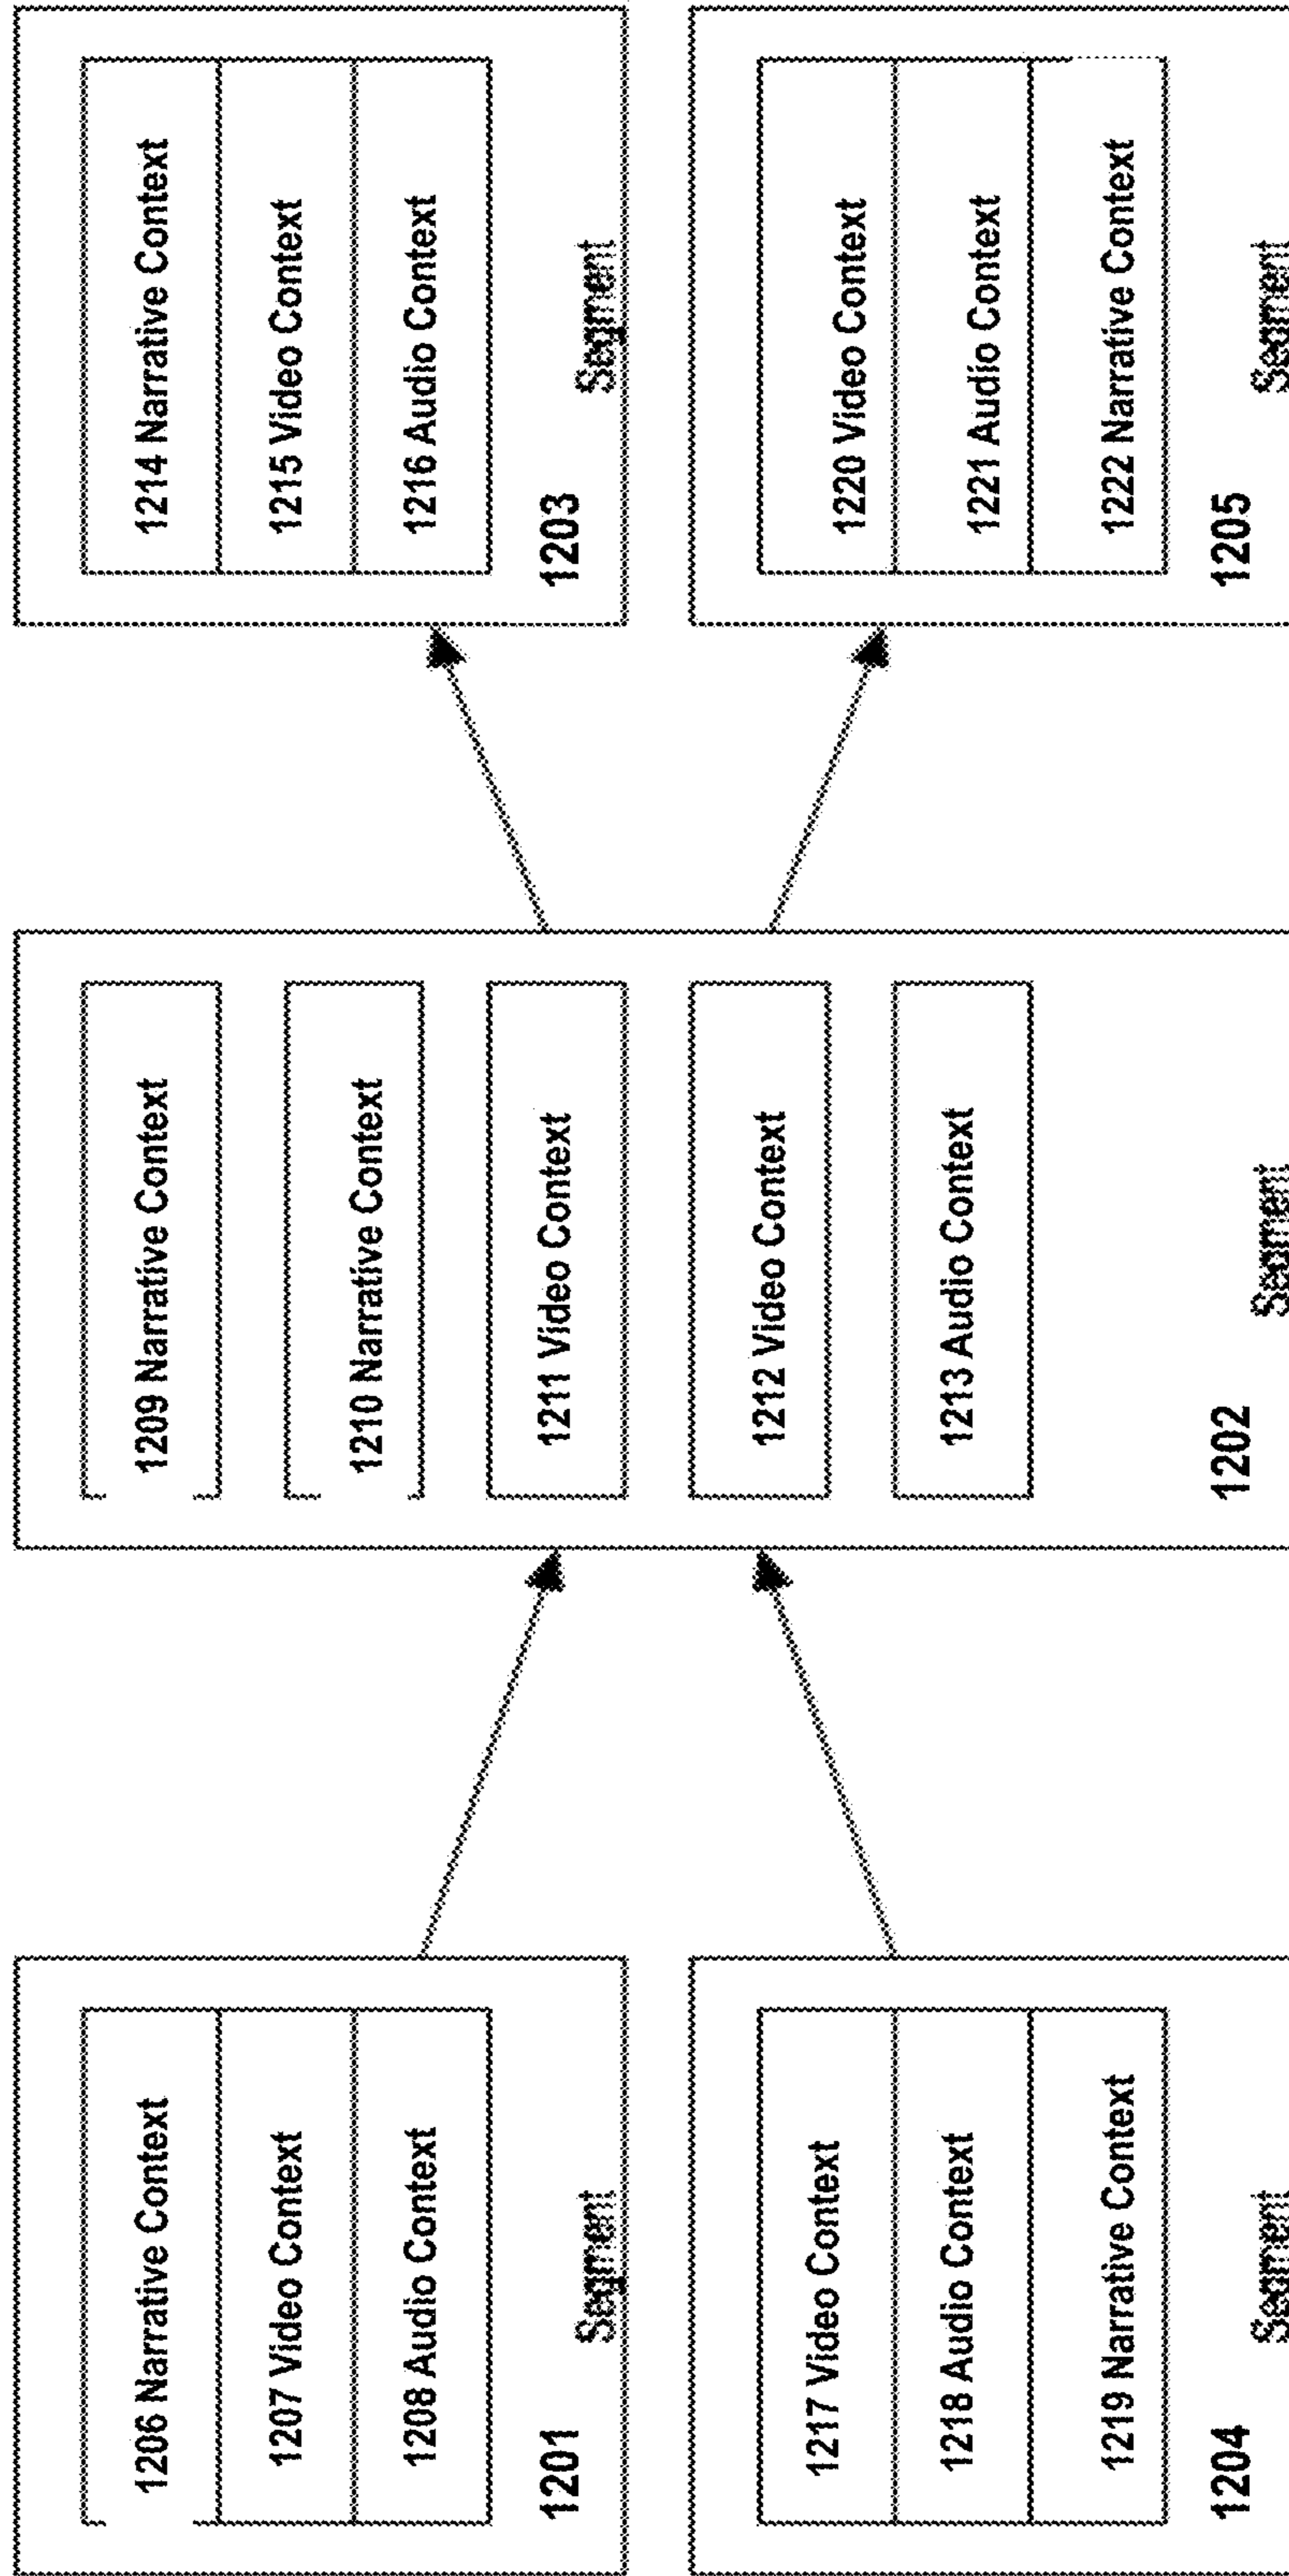 1206 Narrative Context
1207 Video Context
1208 Audio Context
1201
Segment
1217 Video Context
1218 Audio Context
1219 Narrative Context
1204
Segment
1209 Narrative Context
1210 Narrative Context
1211 Video Context
1212 Video Context
1213 Audio Context
1202
Segment
1214 Narrative Context
1215 Video Context
1216 Audio Context
1203
Segment
1220 Video Context
1221 Audio Context
1222 Narrative Context
1205
Segment